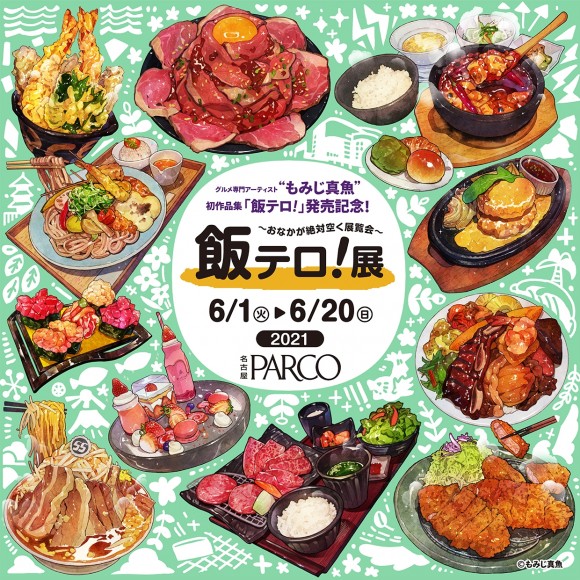 グルメ専門アーティスト“もみじ真魚”
初作品集「飯テロ!」発売記念!
～おなかが絶対空く展覧会～
飯テロ!展
6/1火▶6/20日
2021
名古屋 PARCO
55
©もみじ真魚